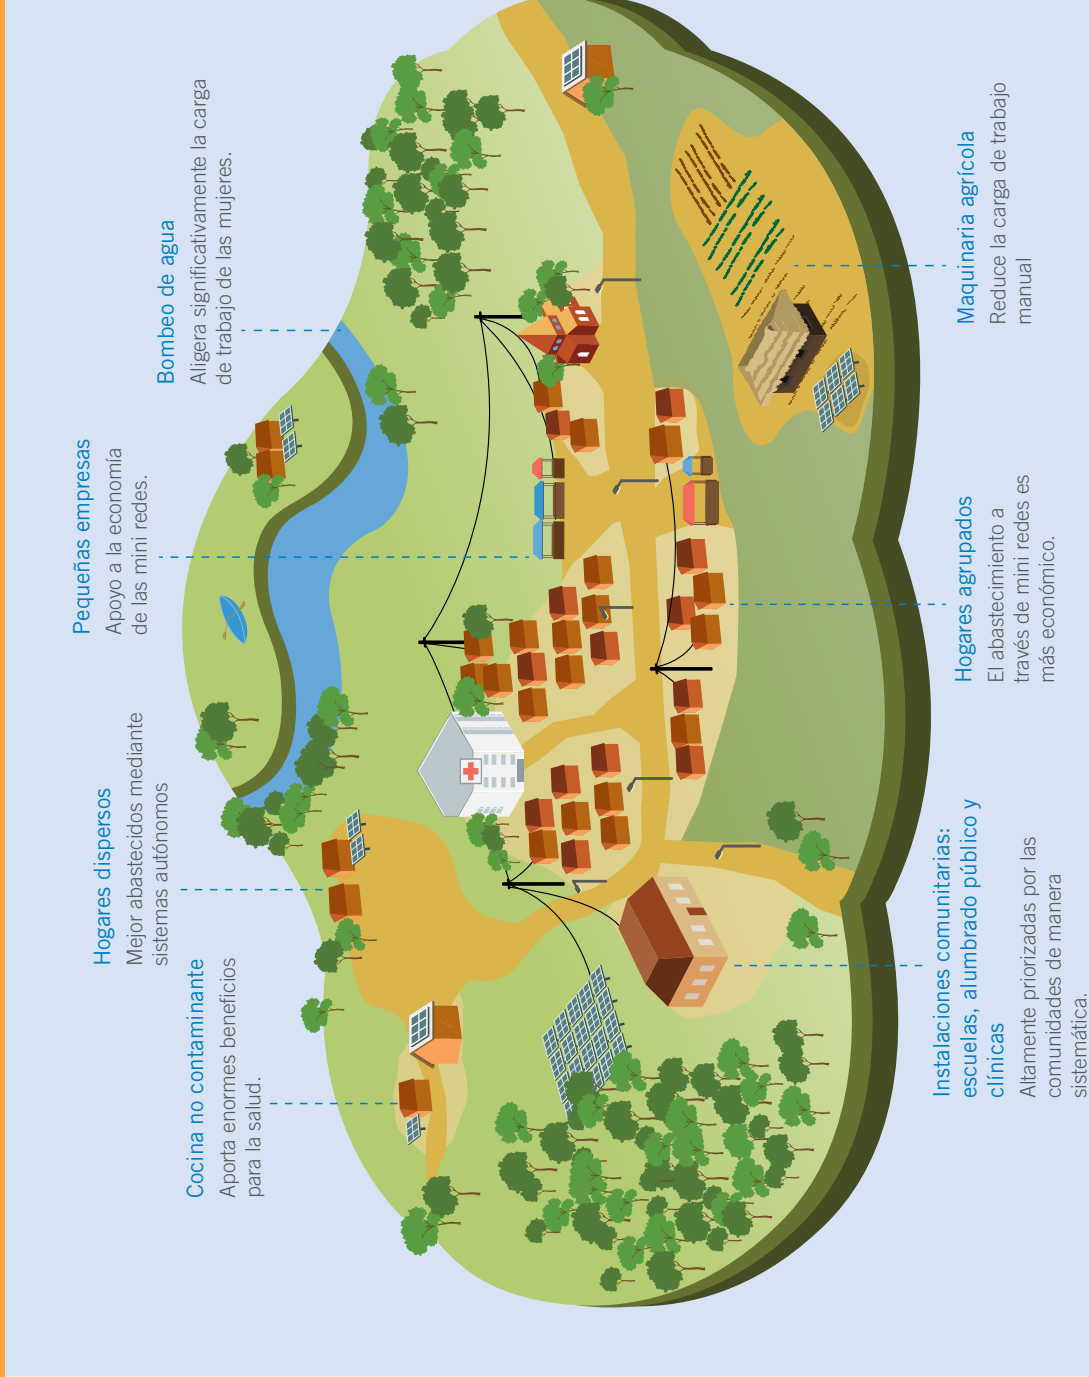 Cocina no contaminante
Aporta enormes beneficios
para la salud.
Hogares dispersos
Mejor abastecidos mediante
sistemas autónomos
Pequeñas empresas
Apoyo a la economía
de las mini redes.
Bombeo de agua
Aligera significativamente la carga
de trabajo de las mujeres.
Instalaciones comunitarias:
escuelas, alumbrado público y
clínicas
Altamente priorizadas por las
comunidades de manera
sistemática.
Hogares agrupados
El abastecimiento a
través de mini redes es
más económico.
Maquinaria agrícola
Reduce la carga de trabajo
manual